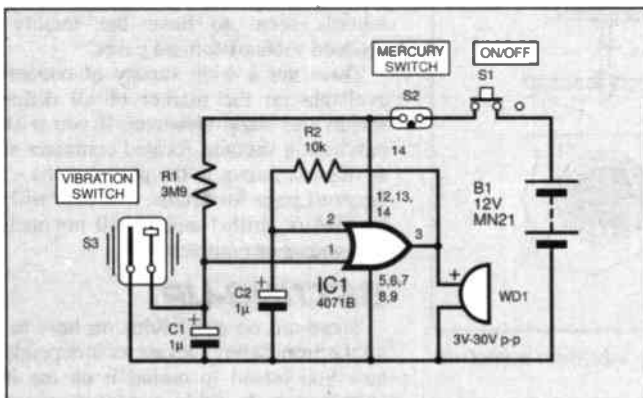 MERCURY
SWITCH
ON/OFF
S2
S1
R2
10k
14
R1
3M9
VIBRATION
SWITCH
S3
12,13,
14
B1
12V
MN21
2
1
3
IC1
4071B
5,6,7
8,9
+
C2
1µ
+
WD1
+
C1
1µ
3V-30V p-p